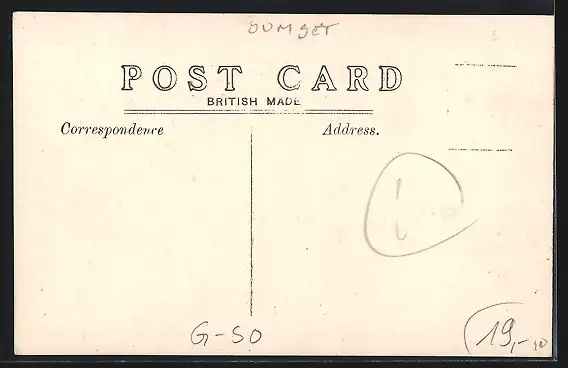 DUMSET
POST CARD
BRITISH MADE
Correspondence
Address.
G-50
19,-